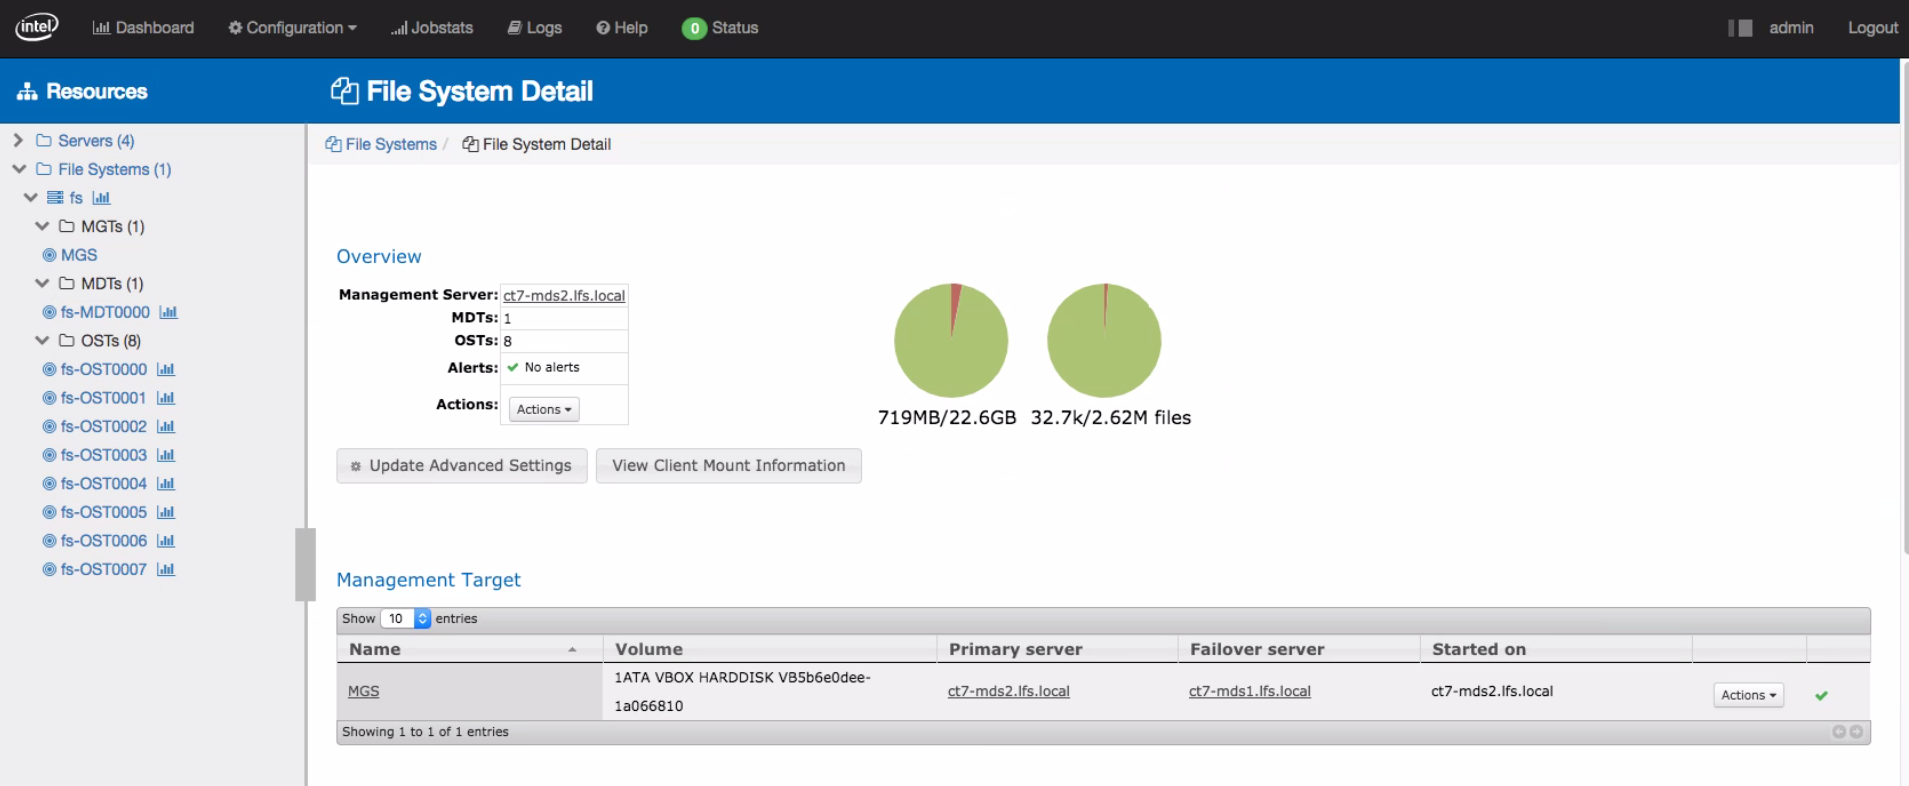 intel Dashboard Configuration Jobstats Logs Help 0 Status admin Logout
Resources
File System Detail
Servers (4)
File Systems (1)
fs
MGTs (1)
MGS
MDTs (1)
fs-MDT0000
OSTs (8)
fs-OST0000
fs-OST0001
fs-OST0002
fs-OST0003
fs-OST0004
fs-OST0005
fs-OST0006
fs-OST0007
File Systems / File System Detail
Overview
Management Server: ct7-mds2.lfs.local
MDTs: 1
OSTs: 8
Alerts: No alerts
Actions: Actions
719MB/22.6GB 32.7k/2.62M files
Update Advanced Settings View Client Mount Information
Management Target
Show 10 entries
Name Volume Primary server Failover server Started on
MGS 1ATA VBOX HARDDISK VB5b6e0dee-
1a066810 ct7-mds2.lfs.local ct7-mds1.lfs.local ct7-mds2.lfs.local Actions
Showing 1 to 1 of 1 entries